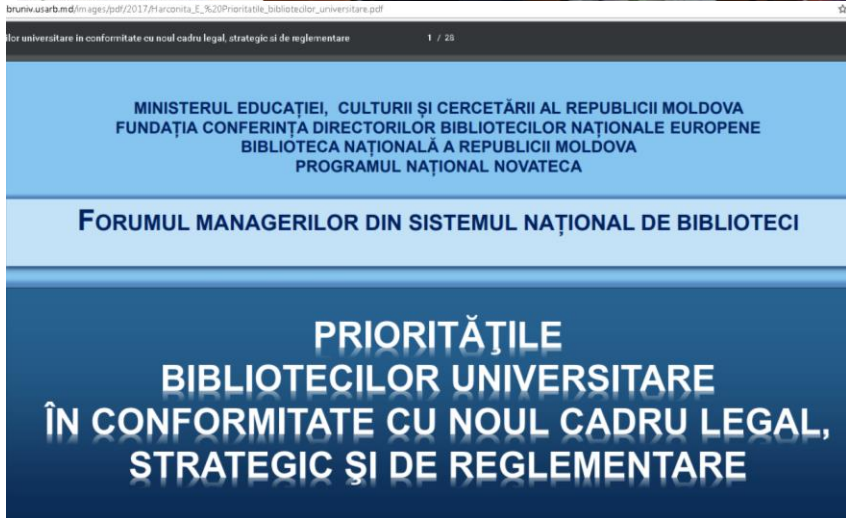 bruniv.usarb.md/images/pdf/2017/Harconita_E_%20Prioritatile_bibliotecilor_universitare.pdf
ilor universitare in conformitate cu noul cadru legal, strategic si de reglementare 1 / 28
MINISTERUL EDUCAȚIEI, CULTURII ȘI CERCETĂRII AL REPUBLICII MOLDOVA
FUNDAȚIA CONFERINȚA DIRECTORILOR BIBLIOTECILOR NAȚIONALE EUROPENE
BIBLIOTECA NAȚIONALĂ A REPUBLICII MOLDOVA
PROGRAMUL NAȚIONAL NOVATECA
FORUMUL MANAGERILOR DIN SISTEMUL NAȚIONAL DE BIBLIOTECI
PRIORITĂŢILE
BIBLIOTECILOR UNIVERSITARE
ÎN CONFORMITATE CU NOUL CADRU LEGAL,
STRATEGIC ŞI DE REGLEMENTARE